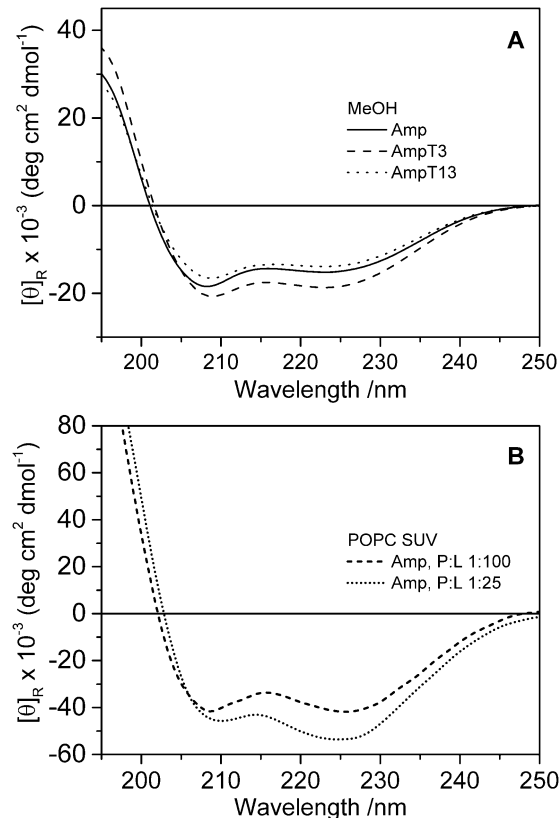 A
40
20
0
-20
[θ]R x 10-3 (deg cm2 dmol-1)
MeOH
Amp
AmpT3
AmpT13
200 210 220 230 240 250
Wavelength /nm
B
80
60
40
20
0
-20
-40
-60
[θ]R x 10-3 (deg cm2 dmol-1)
POPC SUV
Amp, P:L 1:100
Amp, P:L 1:25
200 210 220 230 240 250
Wavelength /nm